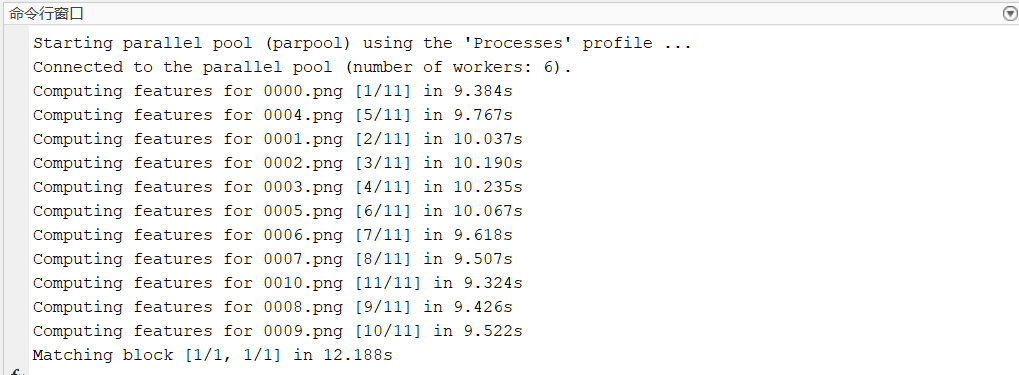 命令行窗口
Starting parallel pool (parpool) using the 'Processes' profile ...
Connected to the parallel pool (number of workers: 6).
Computing features for 0000.png [1/11] in 9.384s
Computing features for 0004.png [5/11] in 9.767s
Computing features for 0001.png [2/11] in 10.037s
Computing features for 0002.png [3/11] in 10.190s
Computing features for 0003.png [4/11] in 10.235s
Computing features for 0005.png [6/11] in 10.067s
Computing features for 0006.png [7/11] in 9.618s
Computing features for 0007.png [8/11] in 9.507s
Computing features for 0010.png [11/11] in 9.324s
Computing features for 0008.png [9/11] in 9.426s
Computing features for 0009.png [10/11] in 9.522s
Matching block [1/1, 1/1] in 12.188s